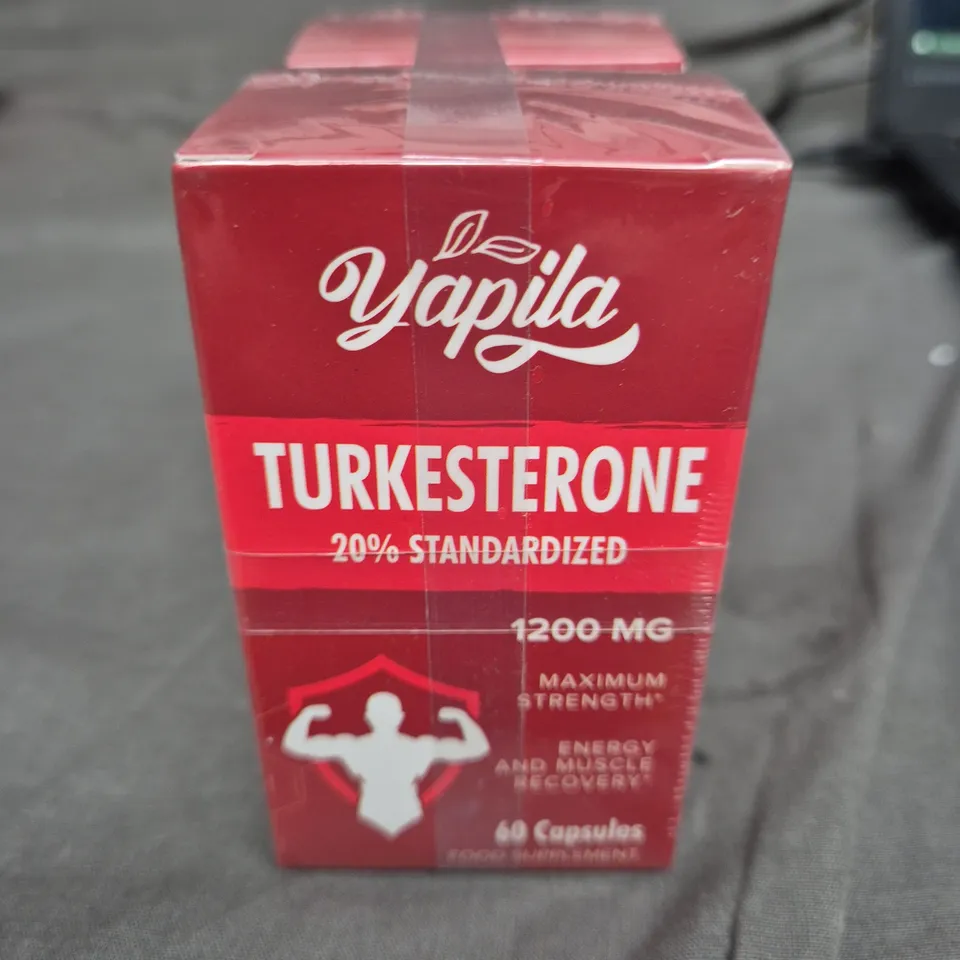 Yapila
TURKESTERONE
20% STANDARDIZED
1200 MG
MAXIMUM
STRENGTH*
ENERGY
AND MUSCLE
RECOVERY*
60 Capsules
FOOD SUPPLEMENT